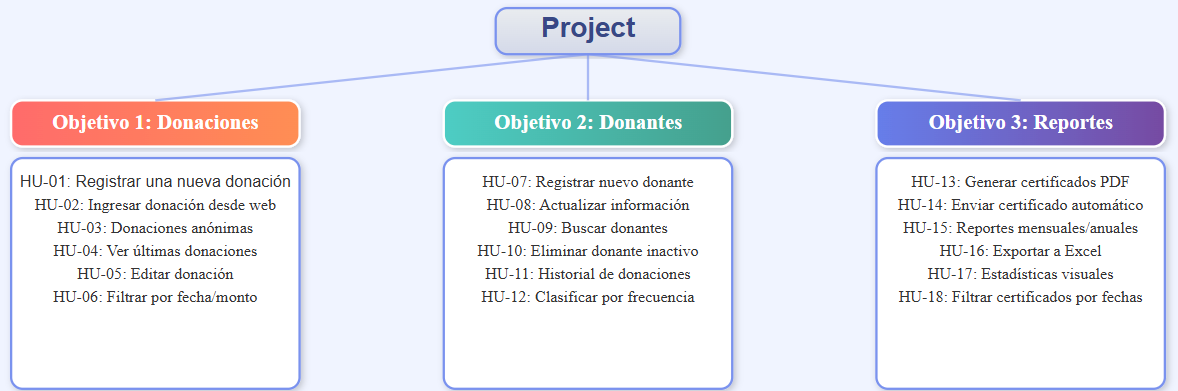 Project
Objetivo 1: Donaciones
HU-01: Registrar una nueva donación
HU-02: Ingresar donación desde web
HU-03: Donaciones anónimas
HU-04: Ver últimas donaciones
HU-05: Editar donación
HU-06: Filtrar por fecha/monto
Objetivo 2: Donantes
HU-07: Registrar nuevo donante
HU-08: Actualizar información
HU-09: Buscar donantes
HU-10: Eliminar donante inactivo
HU-11: Historial de donaciones
HU-12: Clasificar por frecuencia
Objetivo 3: Reportes
HU-13: Generar certificados PDF
HU-14: Enviar certificado automático
HU-15: Reportes mensuales/anuales
HU-16: Exportar a Excel
HU-17: Estadísticas visuales
HU-18: Filtrar certificados por fechas